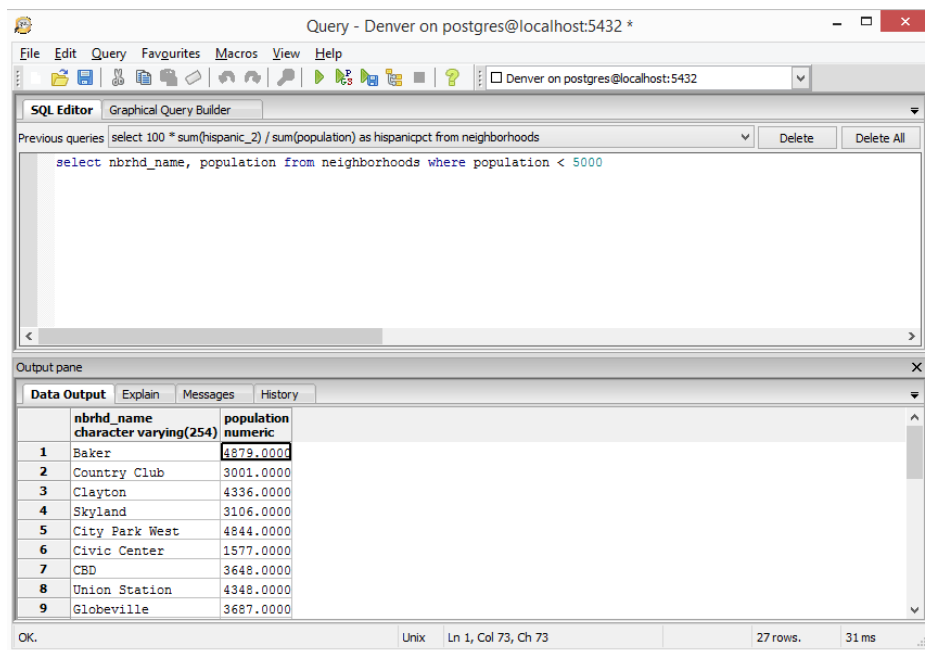 Query - Denver on postgres@localhost:5432 *
File Edit Query Favourites Macros View Help
Denver on postgres@localhost:5432
SQL Editor Graphical Query Builder
Previous queries select 100 * sum(hispanic_2) / sum(population) as hispanicpct from neighborhoods Delete Delete All
select nbrhd_name, population from neighborhoods where population < 5000
Output pane
Data Output Explain Messages History
nbrhd_name population
character varying(254) numeric
1 Baker 4879.0000
2 Country Club 3001.0000
3 Clayton 4336.0000
4 Skyland 3106.0000
5 City Park West 4844.0000
6 Civic Center 1577.0000
7 CBD 3648.0000
8 Union Station 4348.0000
9 Globeville 3687.0000
OK. Unix Ln 1, Col 73, Ch 73 27 rows. 31 ms